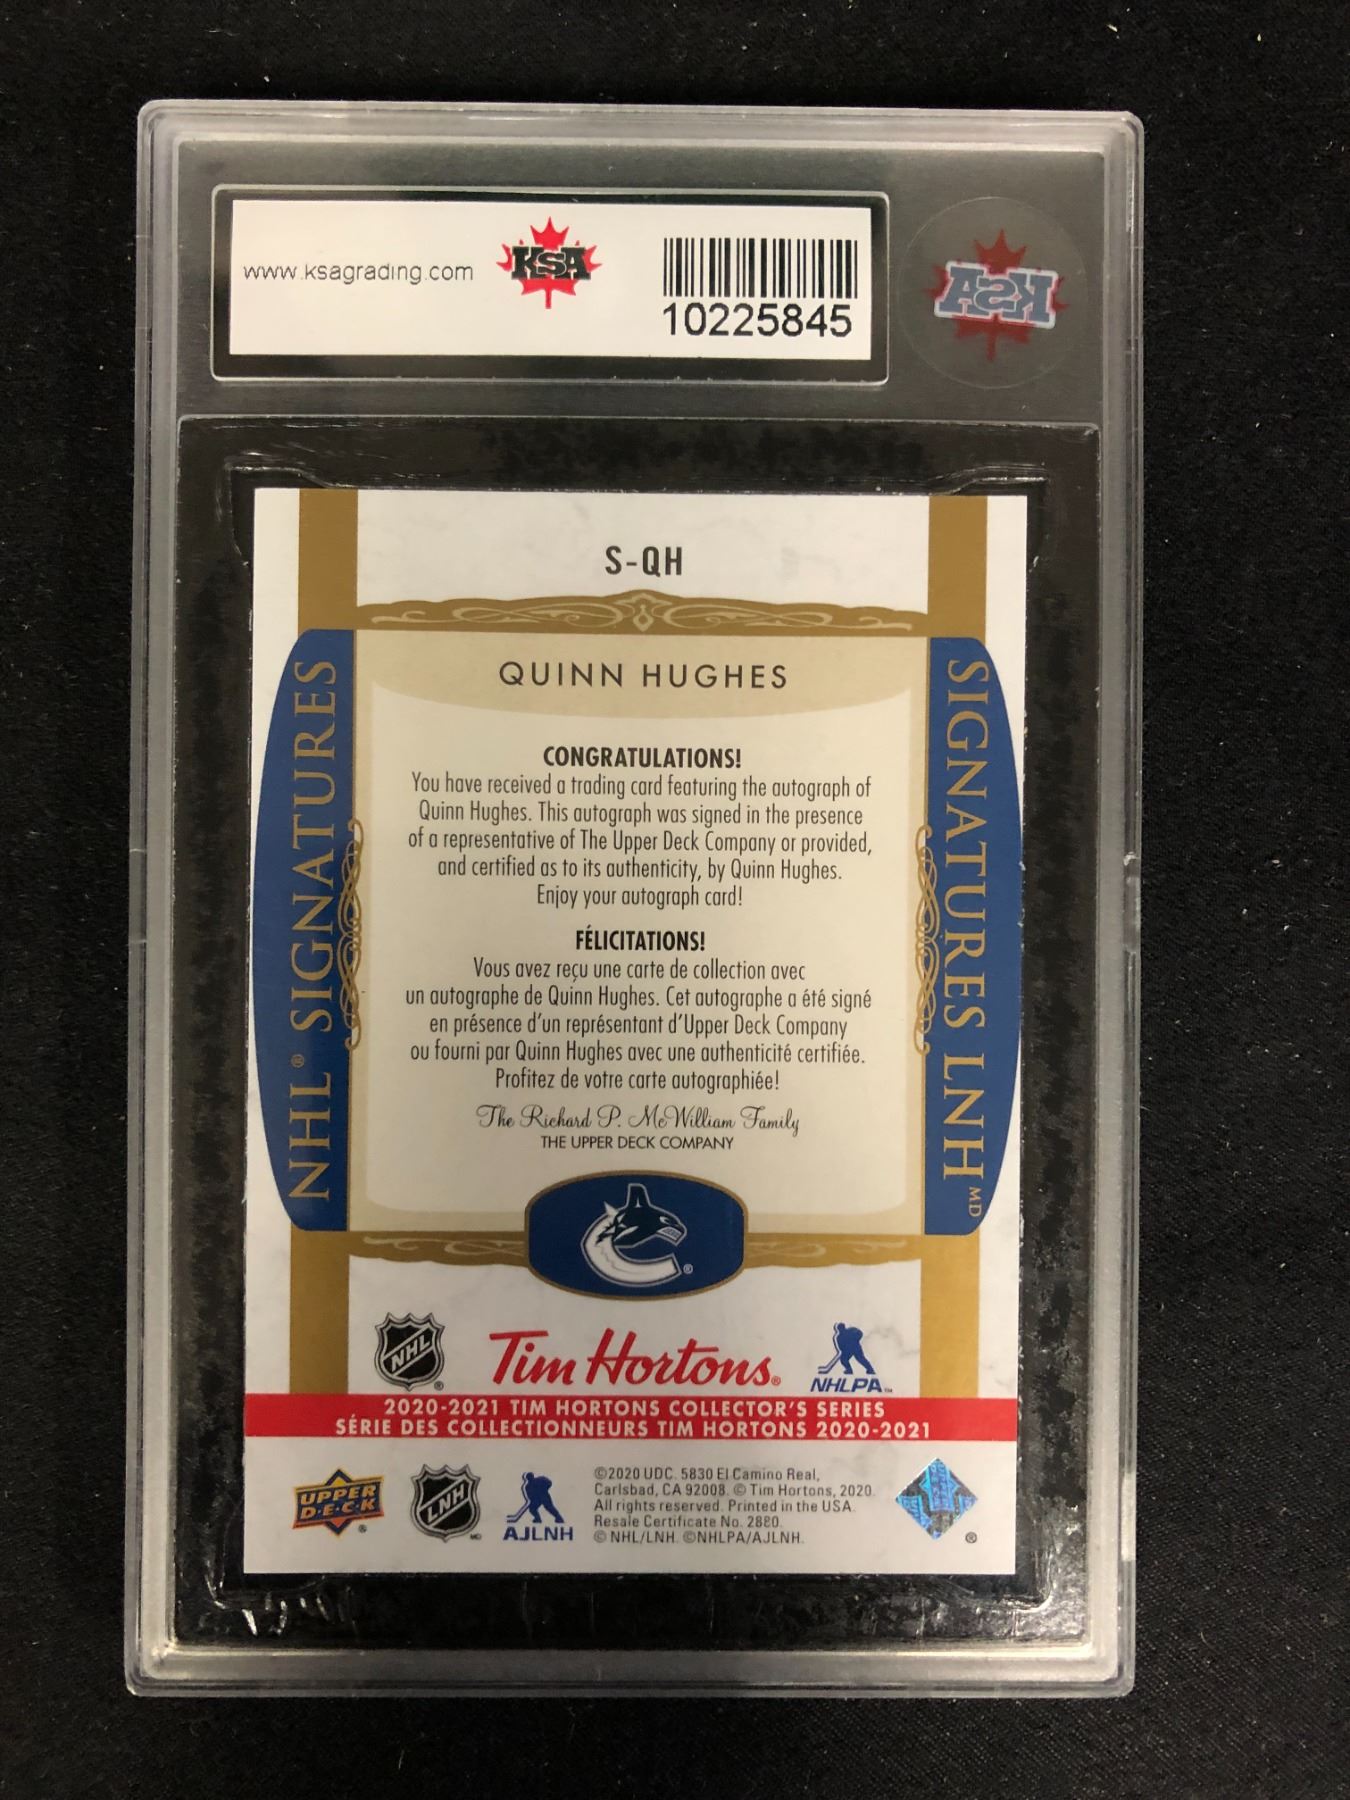 www.ksagrading.com
KSA
10225845
KSA
S-QH
QUINN HUGHES
NHL® SIGNATURES
SIGNATURES LNH MD
CONGRATULATIONS!
You have received a trading card featuring the autograph of
Quinn Hughes. This autograph was signed in the presence
of a representative of The Upper Deck Company or provided,
and certified as to its authenticity, by Quinn Hughes.
Enjoy your autograph card!
FÉLICITATIONS!
Vous avez reçu une carte de collection avec
un autographe de Quinn Hughes. Cet autographe a été signé
en présence d'un représentant d'Upper Deck Company
ou fourni par Quinn Hughes avec une authenticité certifiée.
Profitez de votre carte autographiée!
The Richard P. McWilliam Family
THE UPPER DECK COMPANY
®
NHL ®
Tim Hortons®
NHLPA™
2020-2021 TIM HORTONS COLLECTOR'S SERIES
SÉRIE DES COLLECTIONNEURS TIM HORTONS 2020-2021
UPPER
D·E·C·K ®
LNH MD
AJLNH
©2020 UDC. 5830 El Camino Real,
Carlsbad, CA 92008. © Tim Hortons, 2020.
All rights reserved. Printed in the USA.
Resale Certificate No. 2880.
© NHL/LNH. ©NHLPA/AJLNH.
®